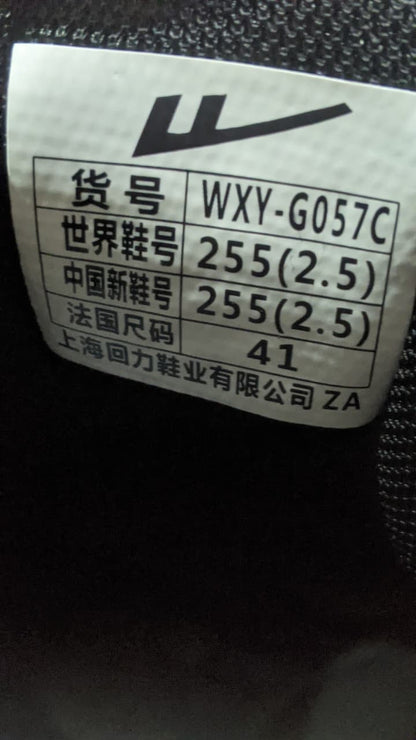 货号 WXY-G057C
世界鞋号 255(2.5)
中国新鞋号 255(2.5)
法国尺码 41
上海回力鞋业有限公司 ZA